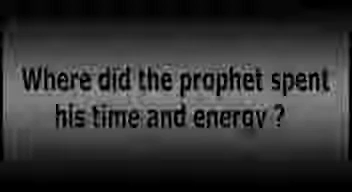 Where did the prophet spent
his time and energy ?